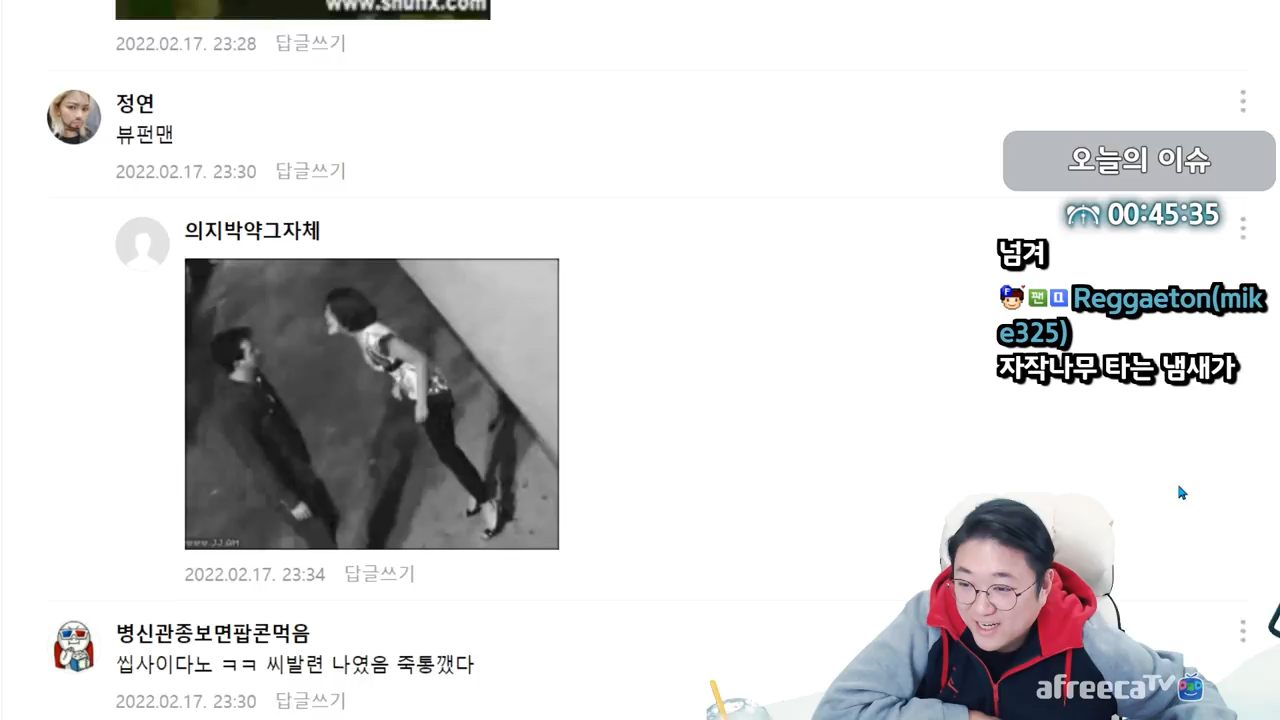 www.shuffx.com
2022.02.17. 23:28 답글쓰기
정연
뷰펀맨
2022.02.17. 23:30 답글쓰기
오늘의 이슈
00:45:35
넘겨
F 팬 Reggaeton(mik
e325)
자작나무 타는 냄새가
의지박약그자체
2022.02.17. 23:34 답글쓰기
병신관종보면팝콘먹음
씹사이다노 ㅋㅋ 씨발련 나였음 죽통깼다
2022.02.17. 23:30 답글쓰기
afreecaTV